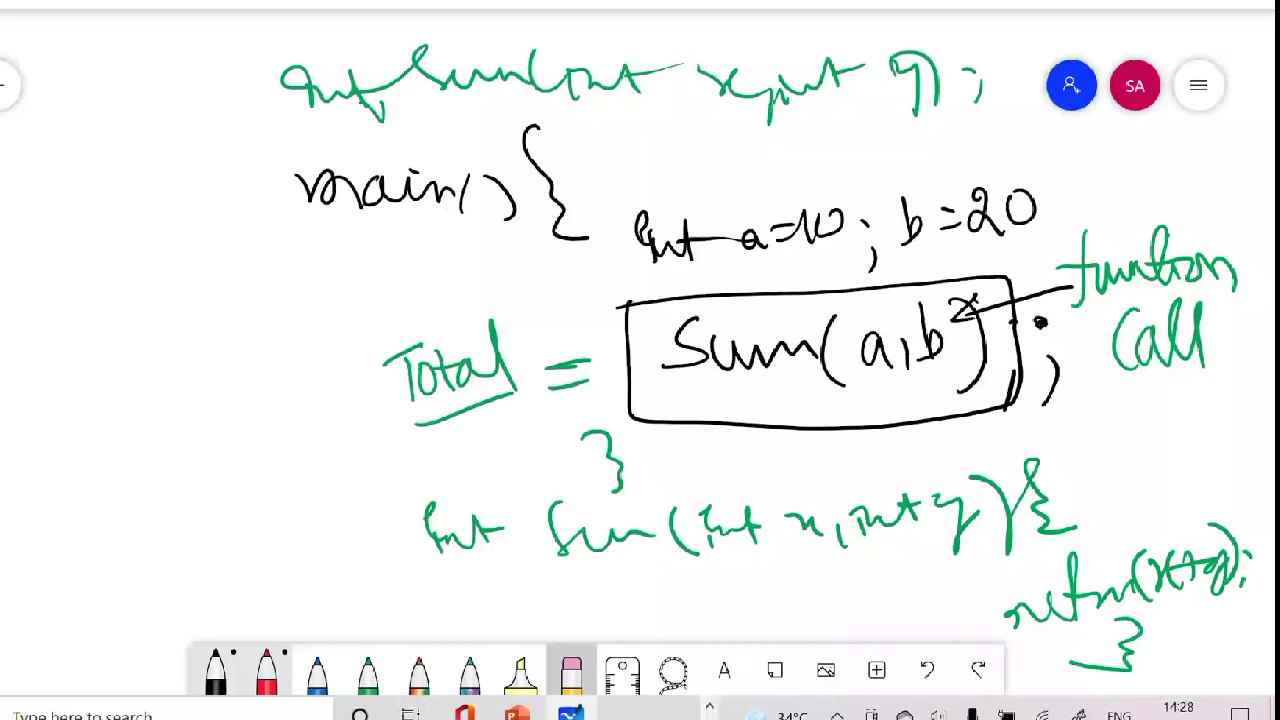 int sum(int x, int y);
SA
main() {
int a=10; b=20
function
call
Total = Sum(a,b);
}
int Sum(int x, int y) {
return(x+y);
}
A
Type here to search
34°C
ENG
14:28